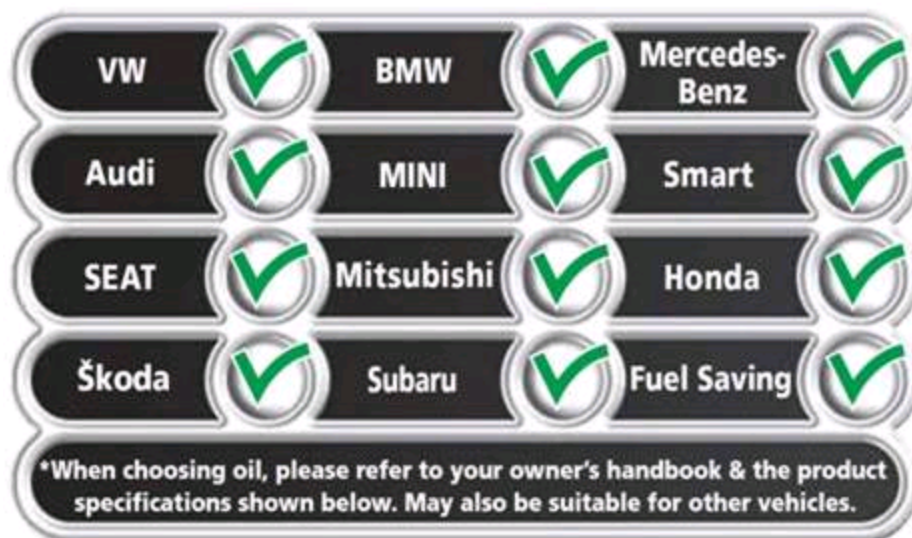 VW
BMW
Mercedes-
Benz
Audi
MINI
Smart
SEAT
Mitsubishi
Honda
Škoda
Subaru
Fuel Saving
*When choosing oil, please refer to your owner's handbook & the product
specifications shown below. May also be suitable for other vehicles.